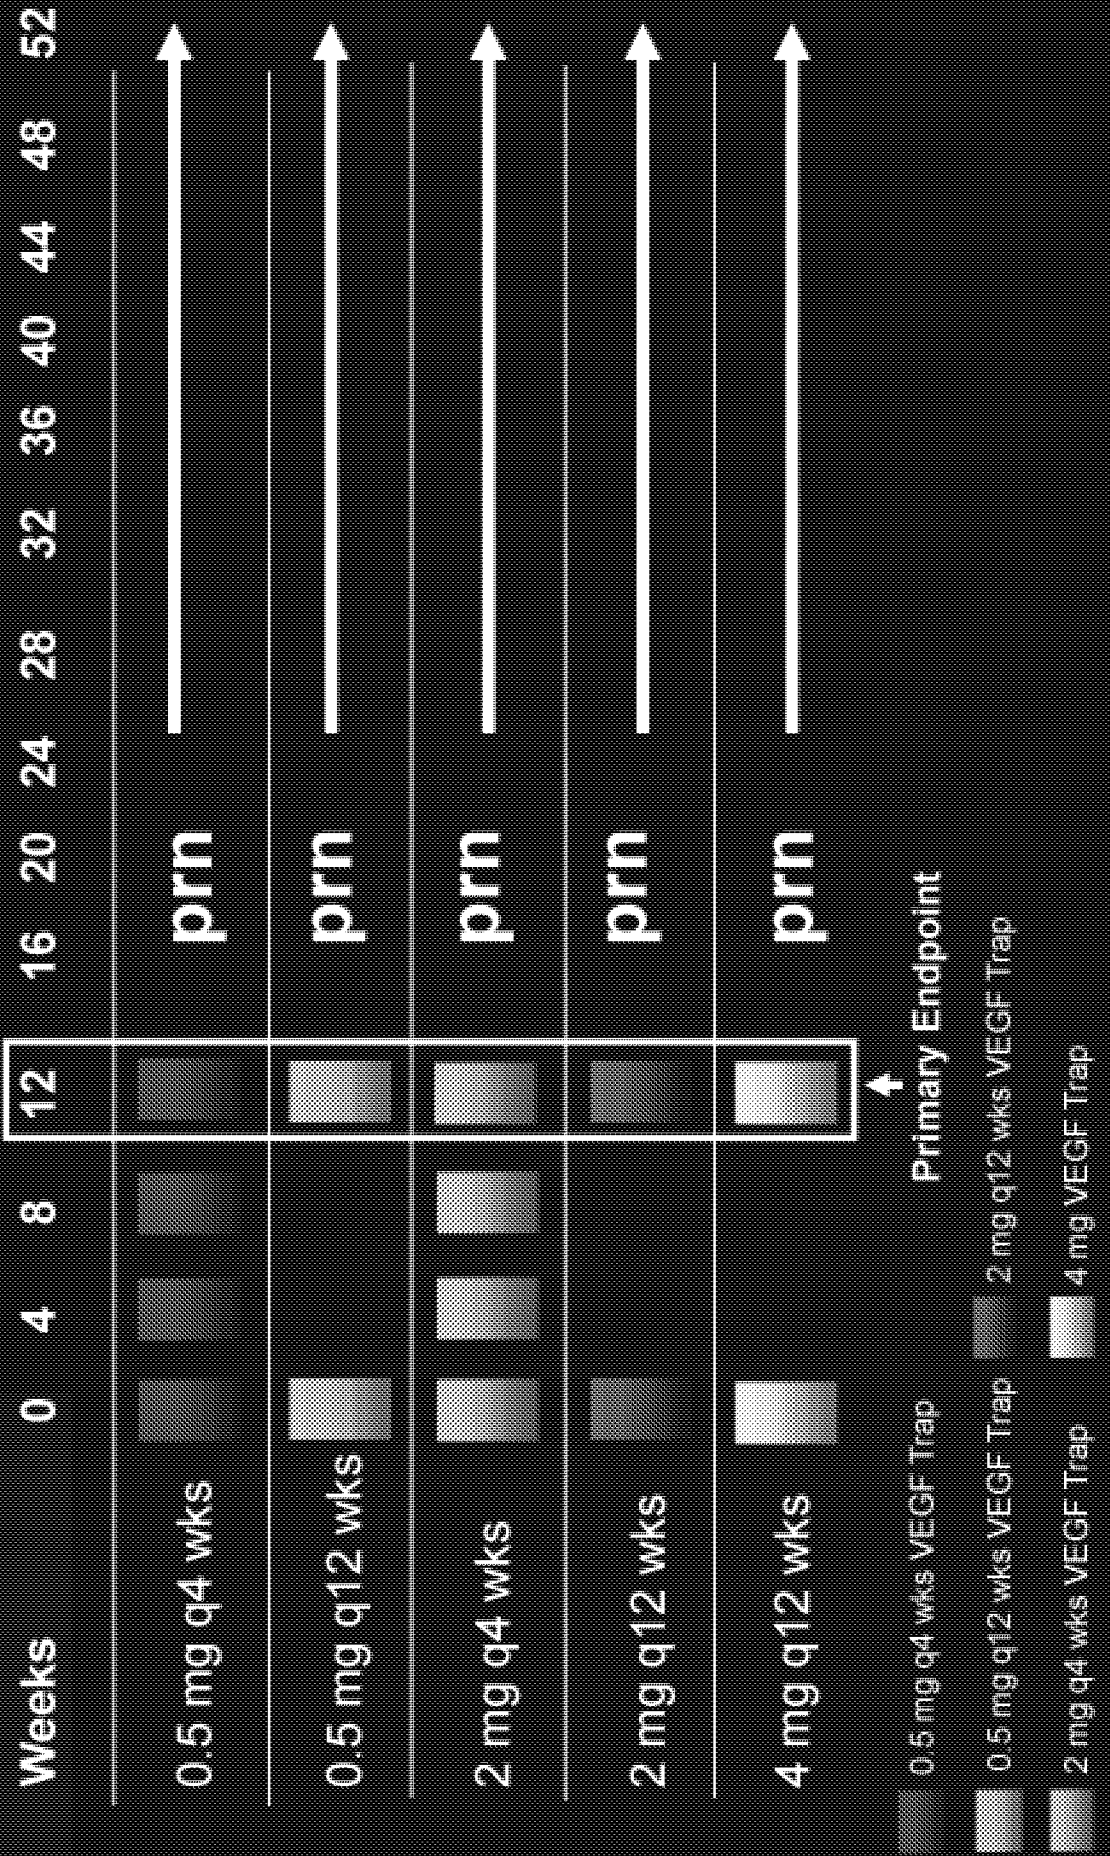 Weeks 0 4 8 12 16 20 24 28 32 36 40 44 48 52
0.5 mg q4 wks prn
0.5 mg q12 wks prn
2 mg q4 wks prn
2 mg q12 wks prn
4 mg q12 wks prn
Primary Endpoint
0.5 mg q4 wks VEGF Trap
0.5 mg q12 wks VEGF Trap 2 mg q12 wks VEGF Trap
2 mg q4 wks VEGF Trap 4 mg VEGF Trap